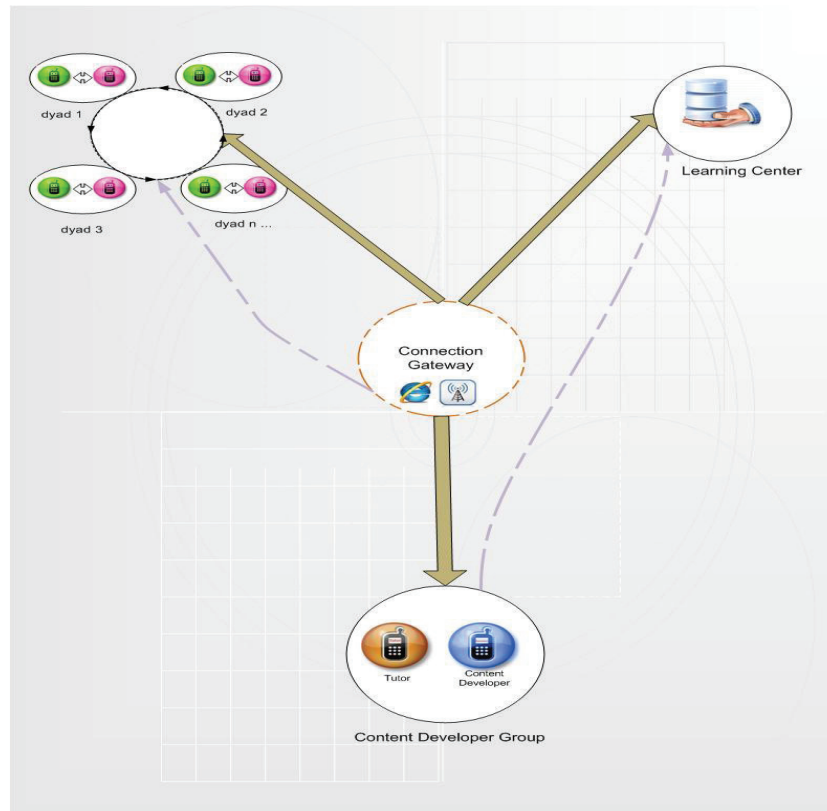 dyad 1
dyad 2
Learning Center
dyad 3
dyad n ...
Connection
Gateway
Tutor
Content
Developer
Content Developer Group